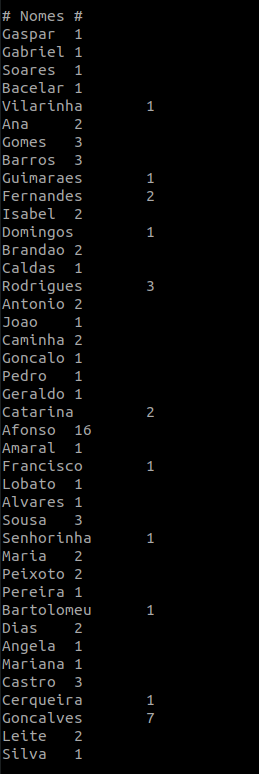 # Nomes #
Gaspar 1
Gabriel 1
Soares 1
Bacelar 1
Vilarinha 1
Ana 2
Gomes 3
Barros 3
Guimaraes 1
Fernandes 2
Isabel 2
Domingos 1
Brandao 2
Caldas 1
Rodrigues 3
Antonio 2
Joao 1
Caminha 2
Goncalo 1
Pedro 1
Geraldo 1
Catarina 2
Afonso 16
Amaral 1
Francisco 1
Lobato 1
Alvares 1
Sousa 3
Senhorinha 1
Maria 2
Peixoto 2
Pereira 1
Bartolomeu 1
Dias 2
Angela 1
Mariana 1
Castro 3
Cerqueira 1
Goncalves 7
Leite 2
Silva 1